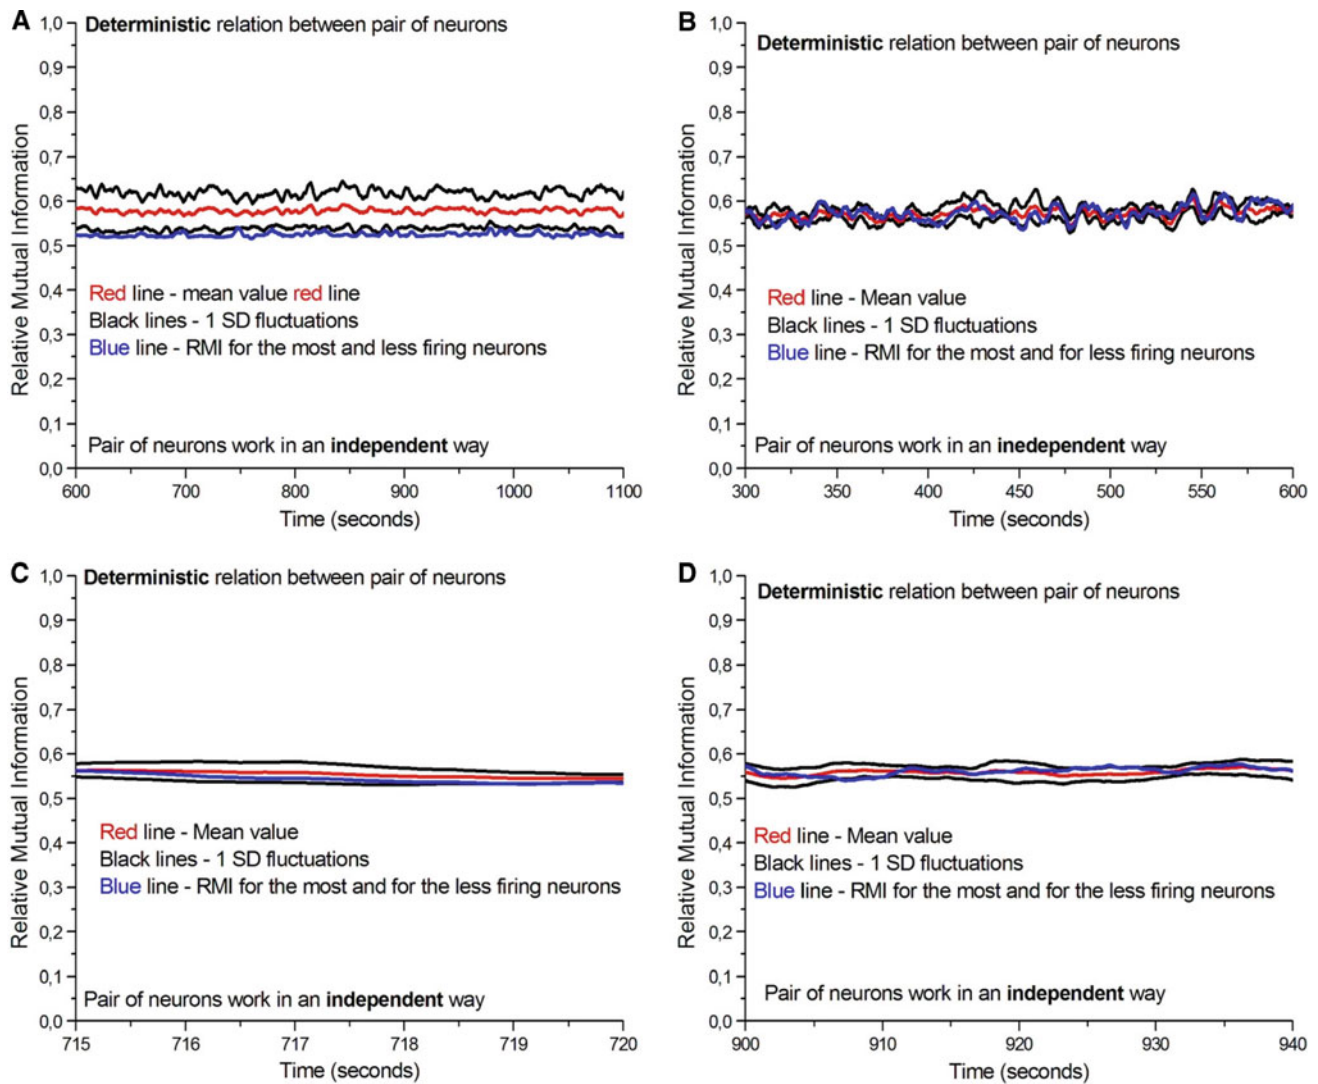 A
Deterministic relation between pair of neurons
1,0
0,9
0,8
0,7
0,6
0,5
0,4
0,3
0,2
0,1
0,0
Relative Mutual Information
Red line - mean value red line
Black lines - 1 SD fluctuations
Blue line - RMI for the most and less firing neurons
Pair of neurons work in an independent way
600 700 800 900 1000 1100
Time (seconds)
B
Deterministic relation between pair of neurons
1,0
0,9
0,8
0,7
0,6
0,5
0,4
0,3
0,2
0,1
0,0
Relative Mutual Information
Red line - Mean value
Black lines - 1 SD fluctuations
Blue line - RMI for the most and for less firing neurons
Pair of neurons work in an inedependent way
300 350 400 450 500 550 600
Time (seconds)
C
Deterministic relation between pair of neurons
1,0
0,9
0,8
0,7
0,6
0,5
0,4
0,3
0,2
0,1
0,0
Relative Mutual Information
Red line - Mean value
Black lines - 1 SD fluctuations
Blue line - RMI for the most and for the less firing neurons
Pair of neurons work in an independent way
715 716 717 718 719 720
Time (seconds)
D
Deterministic relation between pair of neurons
1,0
0,9
0,8
0,7
0,6
0,5
0,4
0,3
0,2
0,1
0,0
Relative Mutual Information
Red line - Mean value
Black lines - 1 SD fluctuations
Blue line - RMI for the most and for the less firing neurons
Pair of neurons work in an independent way
900 910 920 930 940
Time (seconds)